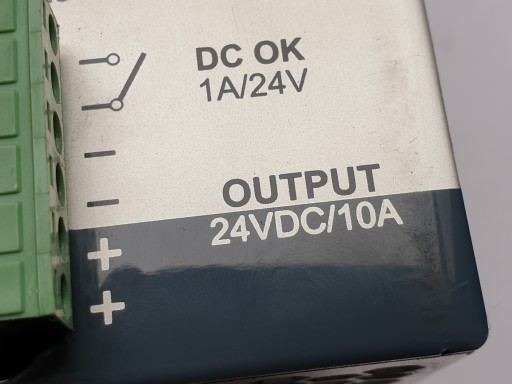 DC OK
1A/24V
–
–
OUTPUT
24VDC/10A
+
+